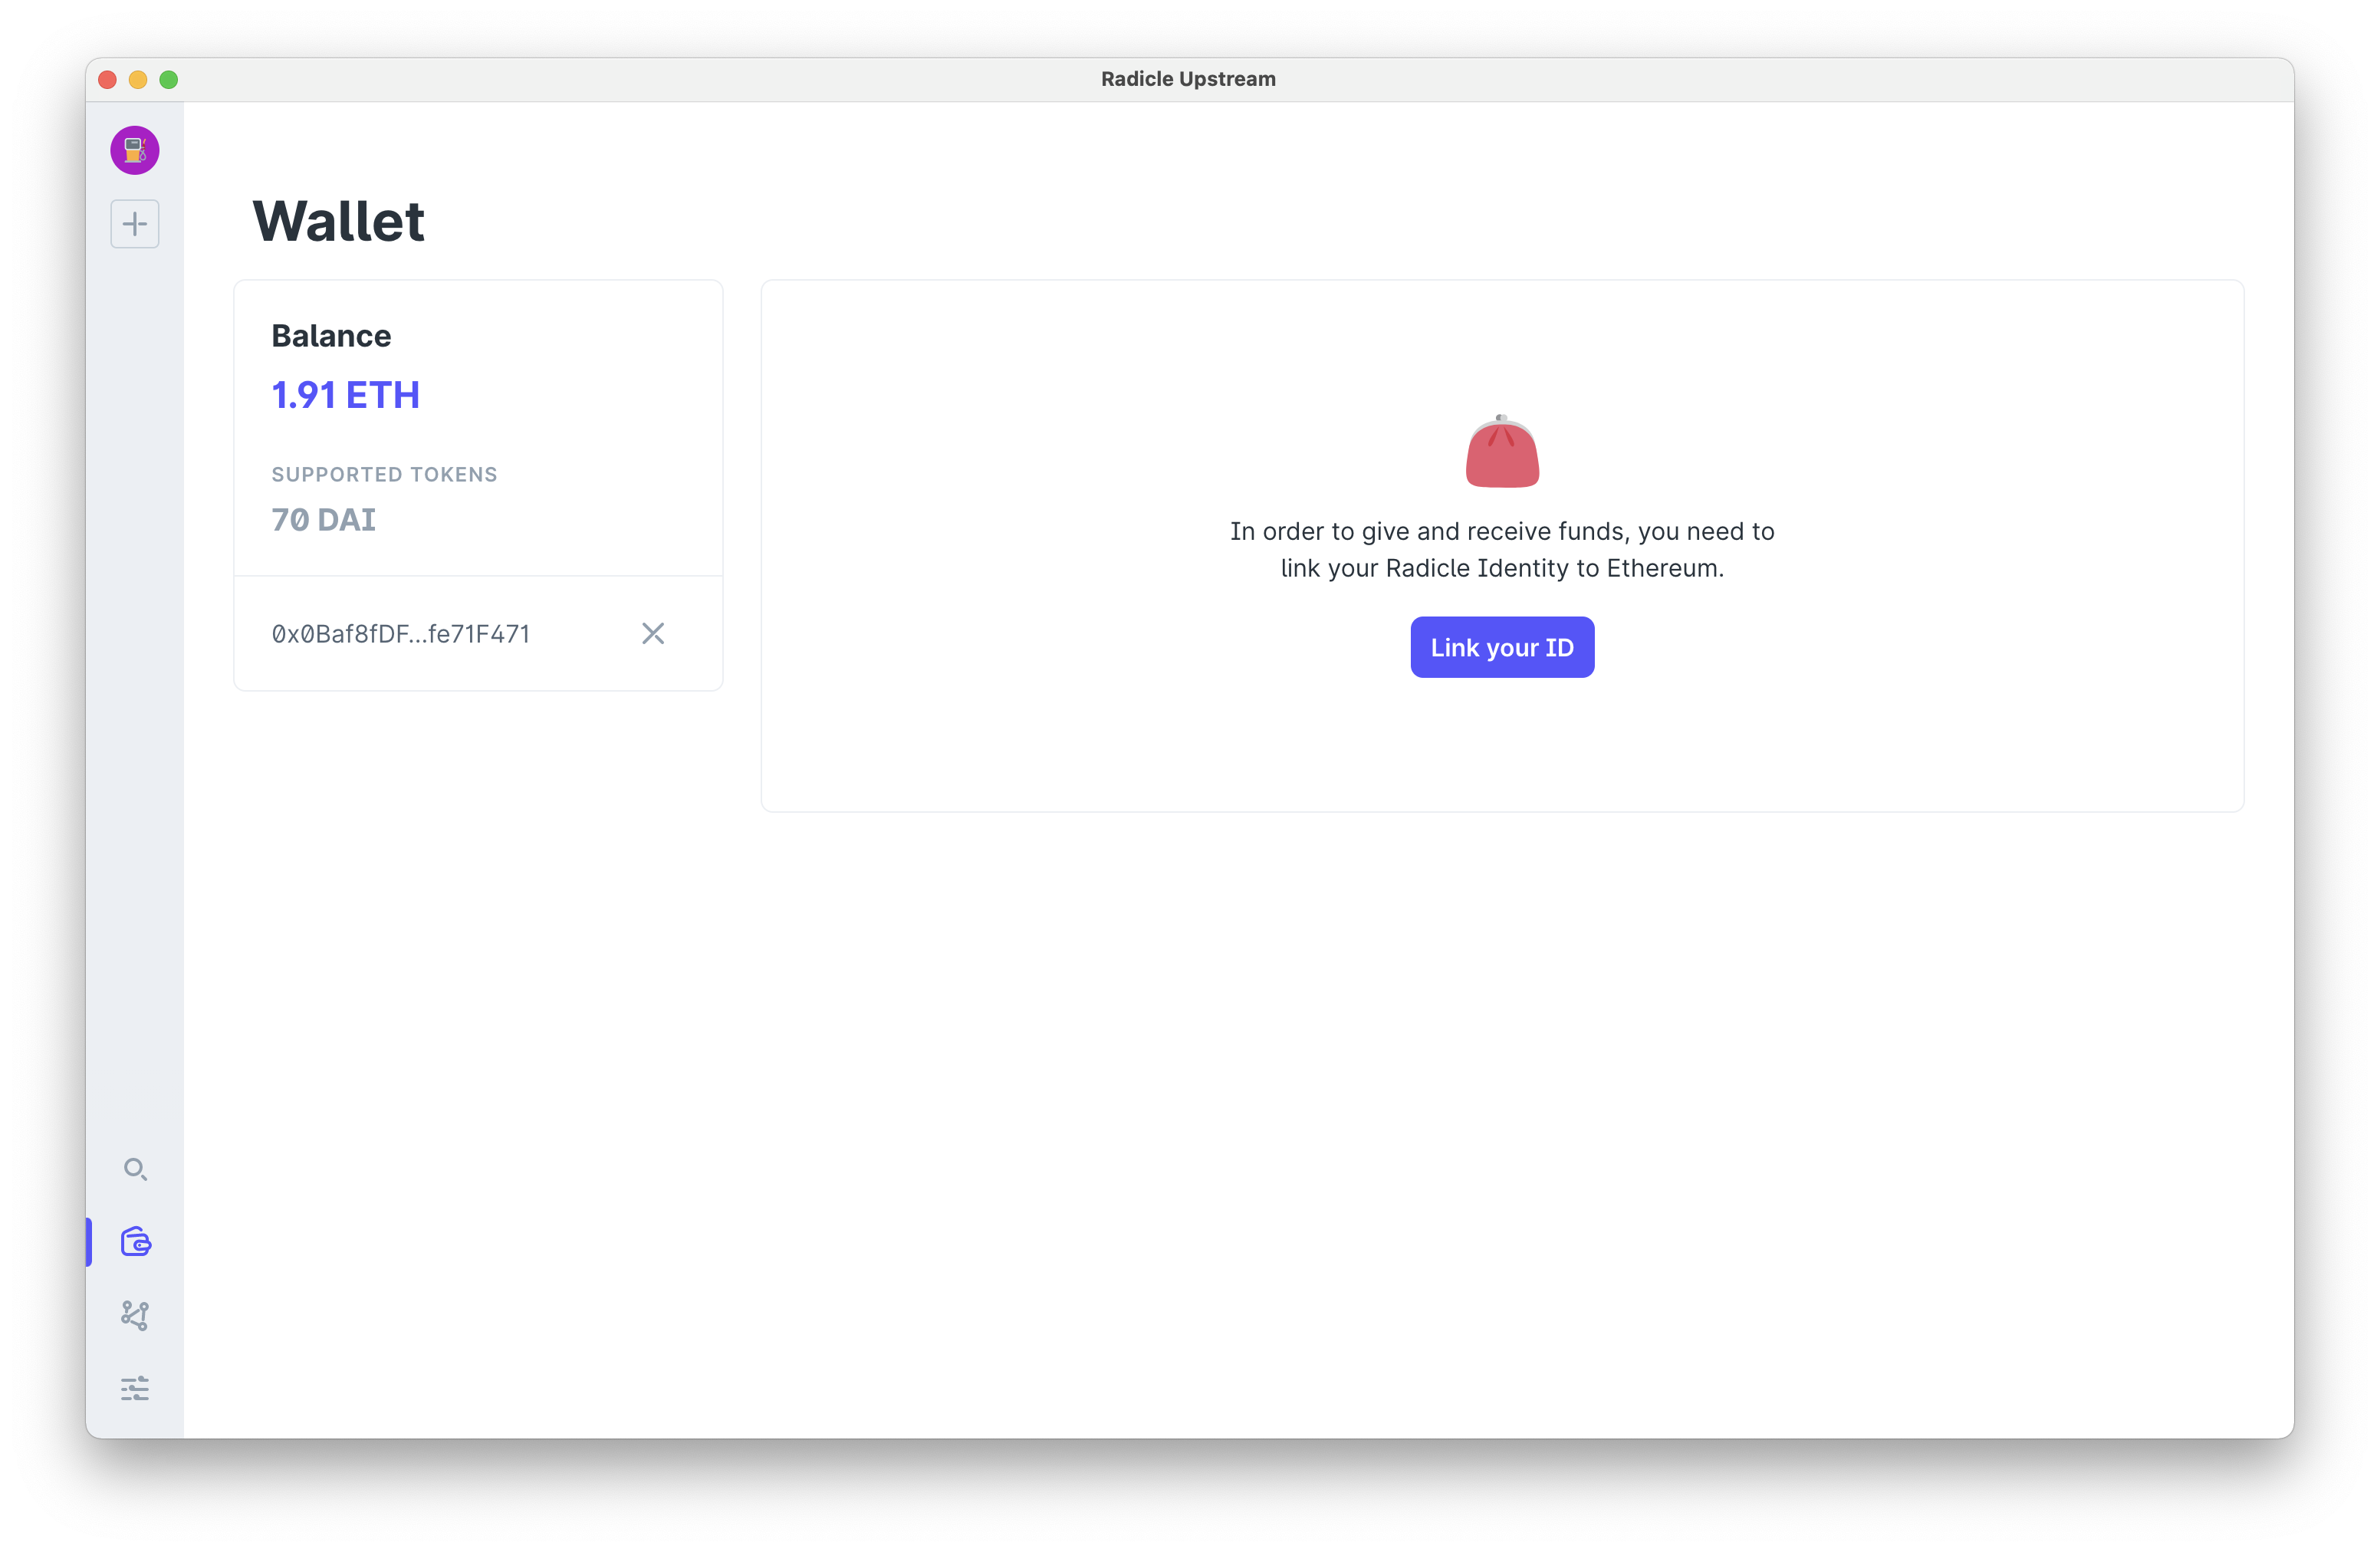 Radicle Upstream
Wallet
Balance
1.91 ETH
SUPPORTED TOKENS
70 DAI
0x0Baf8fDF...fe71F471
In order to give and receive funds, you need to
link your Radicle Identity to Ethereum.
Link your ID